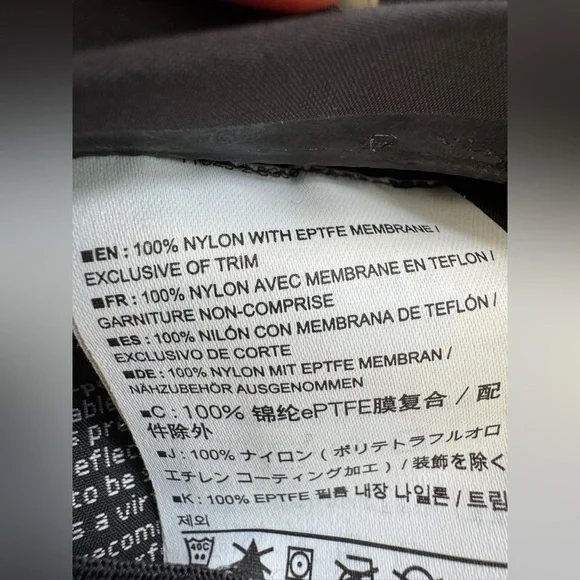 ■EN : 100% NYLON WITH EPTFE MEMBRANE /
EXCLUSIVE OF TRIM
■FR : 100% NYLON AVEC MEMBRANE EN TEFLON /
GARNITURE NON-COMPRISE
■ES : 100% NILÓN CON MEMBRANA DE TEFLÓN /
EXCLUSIVO DE CORTE
■DE : 100% NYLON MIT EPTFE MEMBRAN /
NÄHZUBEHÖR AUSGENOMMEN
■C : 100% 锦纶ePTFE膜复合 / 配
件除外
■J : 100% ナイロン ( ポリテトラフルオロ
エチレン コーティング加工 ) / 装飾を除く
■K : 100% EPTFE 필름 내장 나일론 / 트림
제외
40C
to be
s a vir
recom